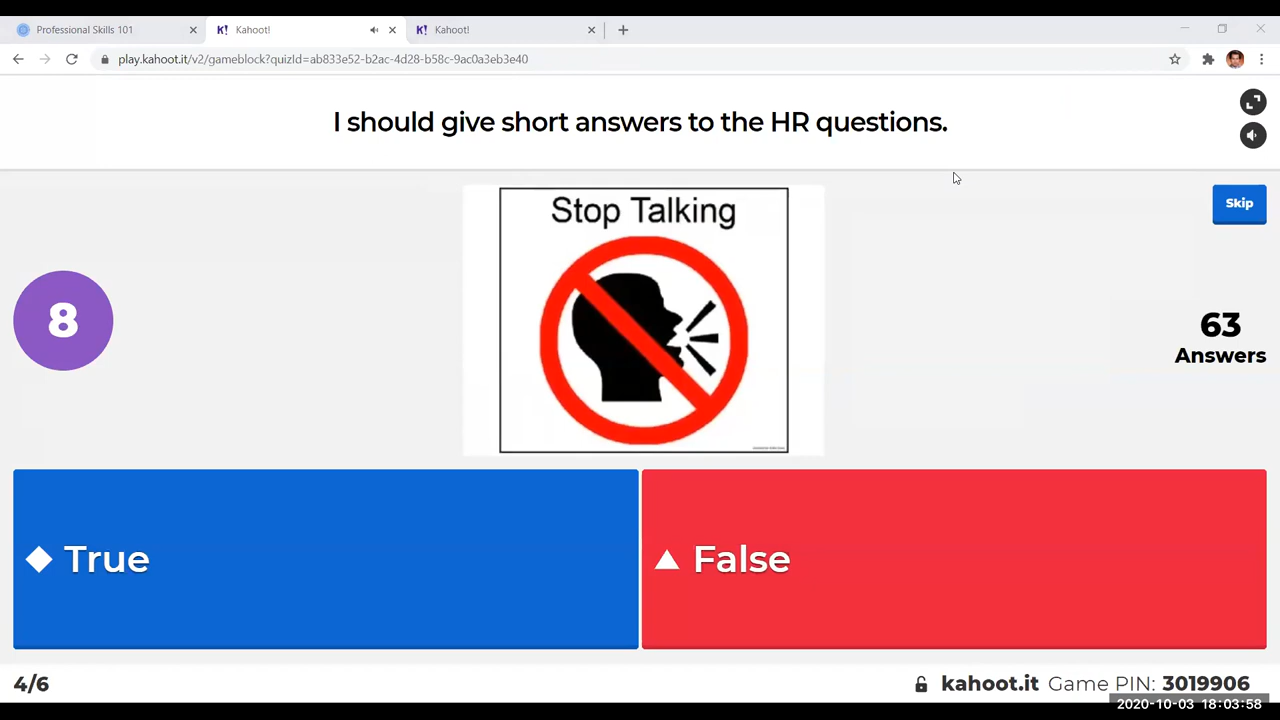 Professional Skills 101
Kahoot!
Kahoot!
play.kahoot.it/v2/gameblock?quizId=ab833e52-b2ac-4d28-b58c-9ac0a3eb3e40
I should give short answers to the HR questions.
Skip
Stop Talking
8
63
Answers
True
False
4/6
kahoot.it Game PIN: 3019906
2020-10-03 18:03:58